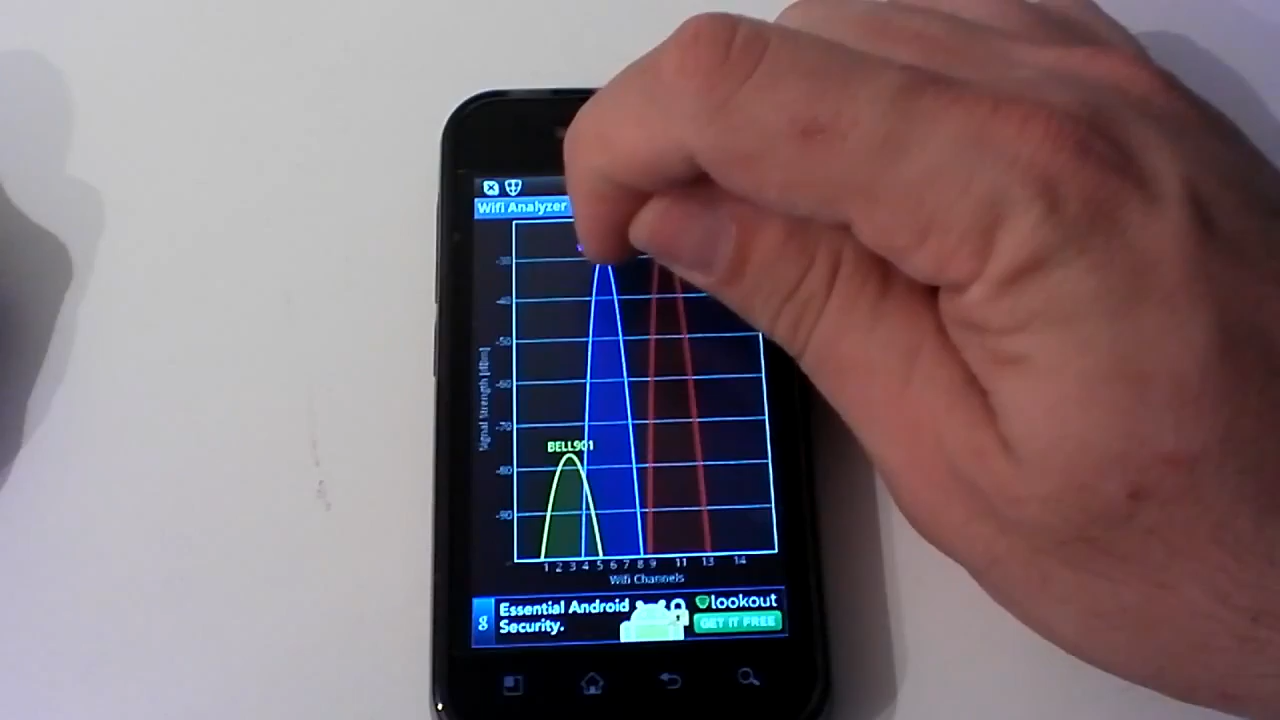 Wifi Analyzer
-30
-40
-50
-60
-70
-80
-90
Signal Strength [dBm]
BELL901
1 2 3 4 5 6 7 8 9 11 13 14
Wifi Channels
g
Essential Android
Security.
lookout
GET IT FREE